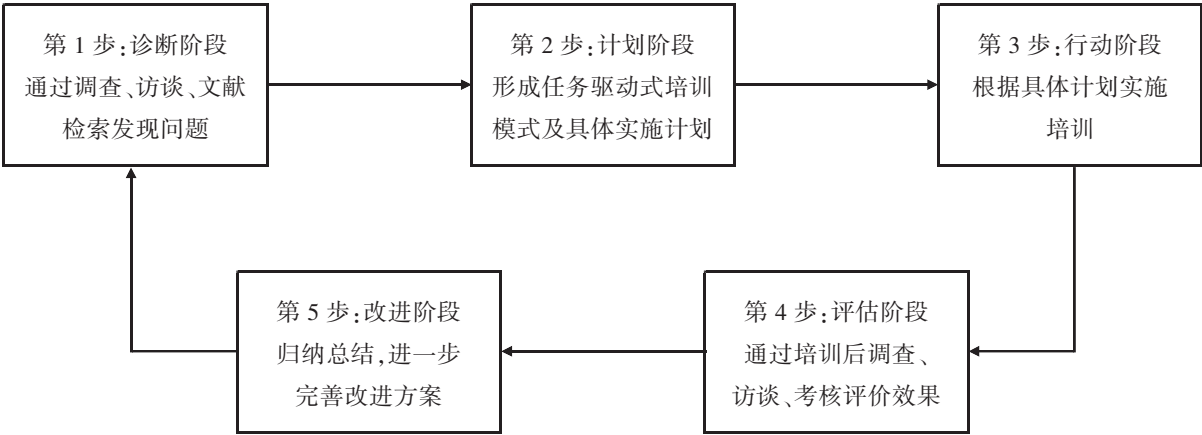 第 1 步:诊断阶段
通过调查、访谈、文献
检索发现问题
第 2 步:计划阶段
形成任务驱动式培训
模式及具体实施计划
第 3 步:行动阶段
根据具体计划实施
培训
第 5 步:改进阶段
归纳总结,进一步
完善改进方案
第 4 步:评估阶段
通过培训后调查、
访谈、考核评价效果